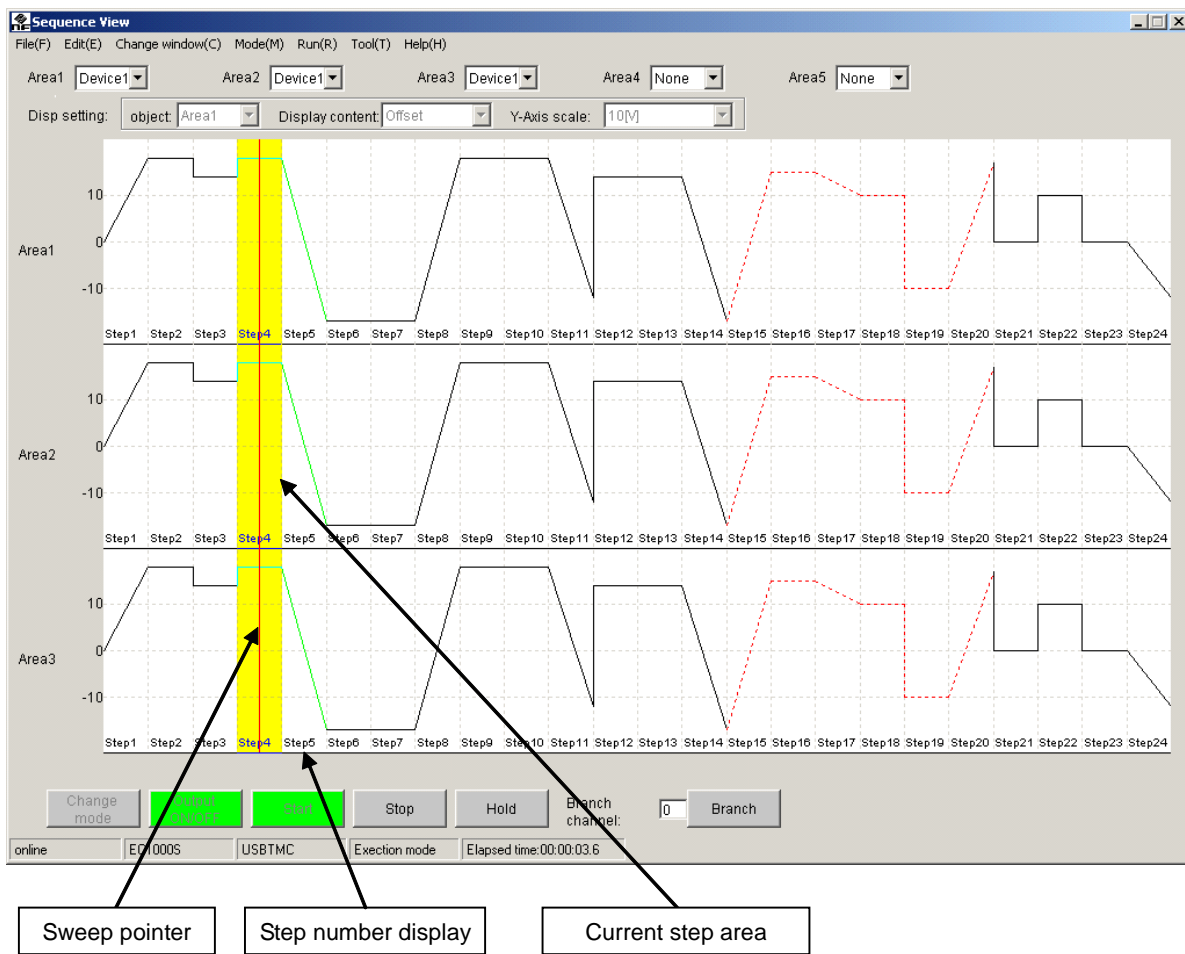 Sequence View
File(F) Edit(E) Change window(C) Mode(M) Run(R) Tool(T) Help(H)
Area1 Device1 Area2 Device1 Area3 Device1 Area4 None Area5 None
Disp setting: object: Area1 Display content: Offset Y-Axis scale: 10[V]
10
0
Area1
-10
Step1 Step2 Step3 Step4 Step5 Step6 Step7 Step8 Step9 Step10 Step11 Step12 Step13 Step14 Step15 Step16 Step17 Step18 Step19 Step20 Step21 Step22 Step23 Step24
10
0
Area2
-10
Step1 Step2 Step3 Step4 Step5 Step6 Step7 Step8 Step9 Step10 Step11 Step12 Step13 Step14 Step15 Step16 Step17 Step18 Step19 Step20 Step21 Step22 Step23 Step24
10
0
Area3
-10
Step1 Step2 Step3 Step4 Step5 Step6 Step7 Step8 Step9 Step10 Step11 Step12 Step13 Step14 Step15 Step16 Step17 Step18 Step19 Step20 Step21 Step22 Step23 Step24
Change mode Output ON/OFF Start Stop Hold Branch channel: 0 Branch
online EC1000S USBTMC Exection mode Elapsed time:00:00:03.6
Sweep pointer Step number display Current step area